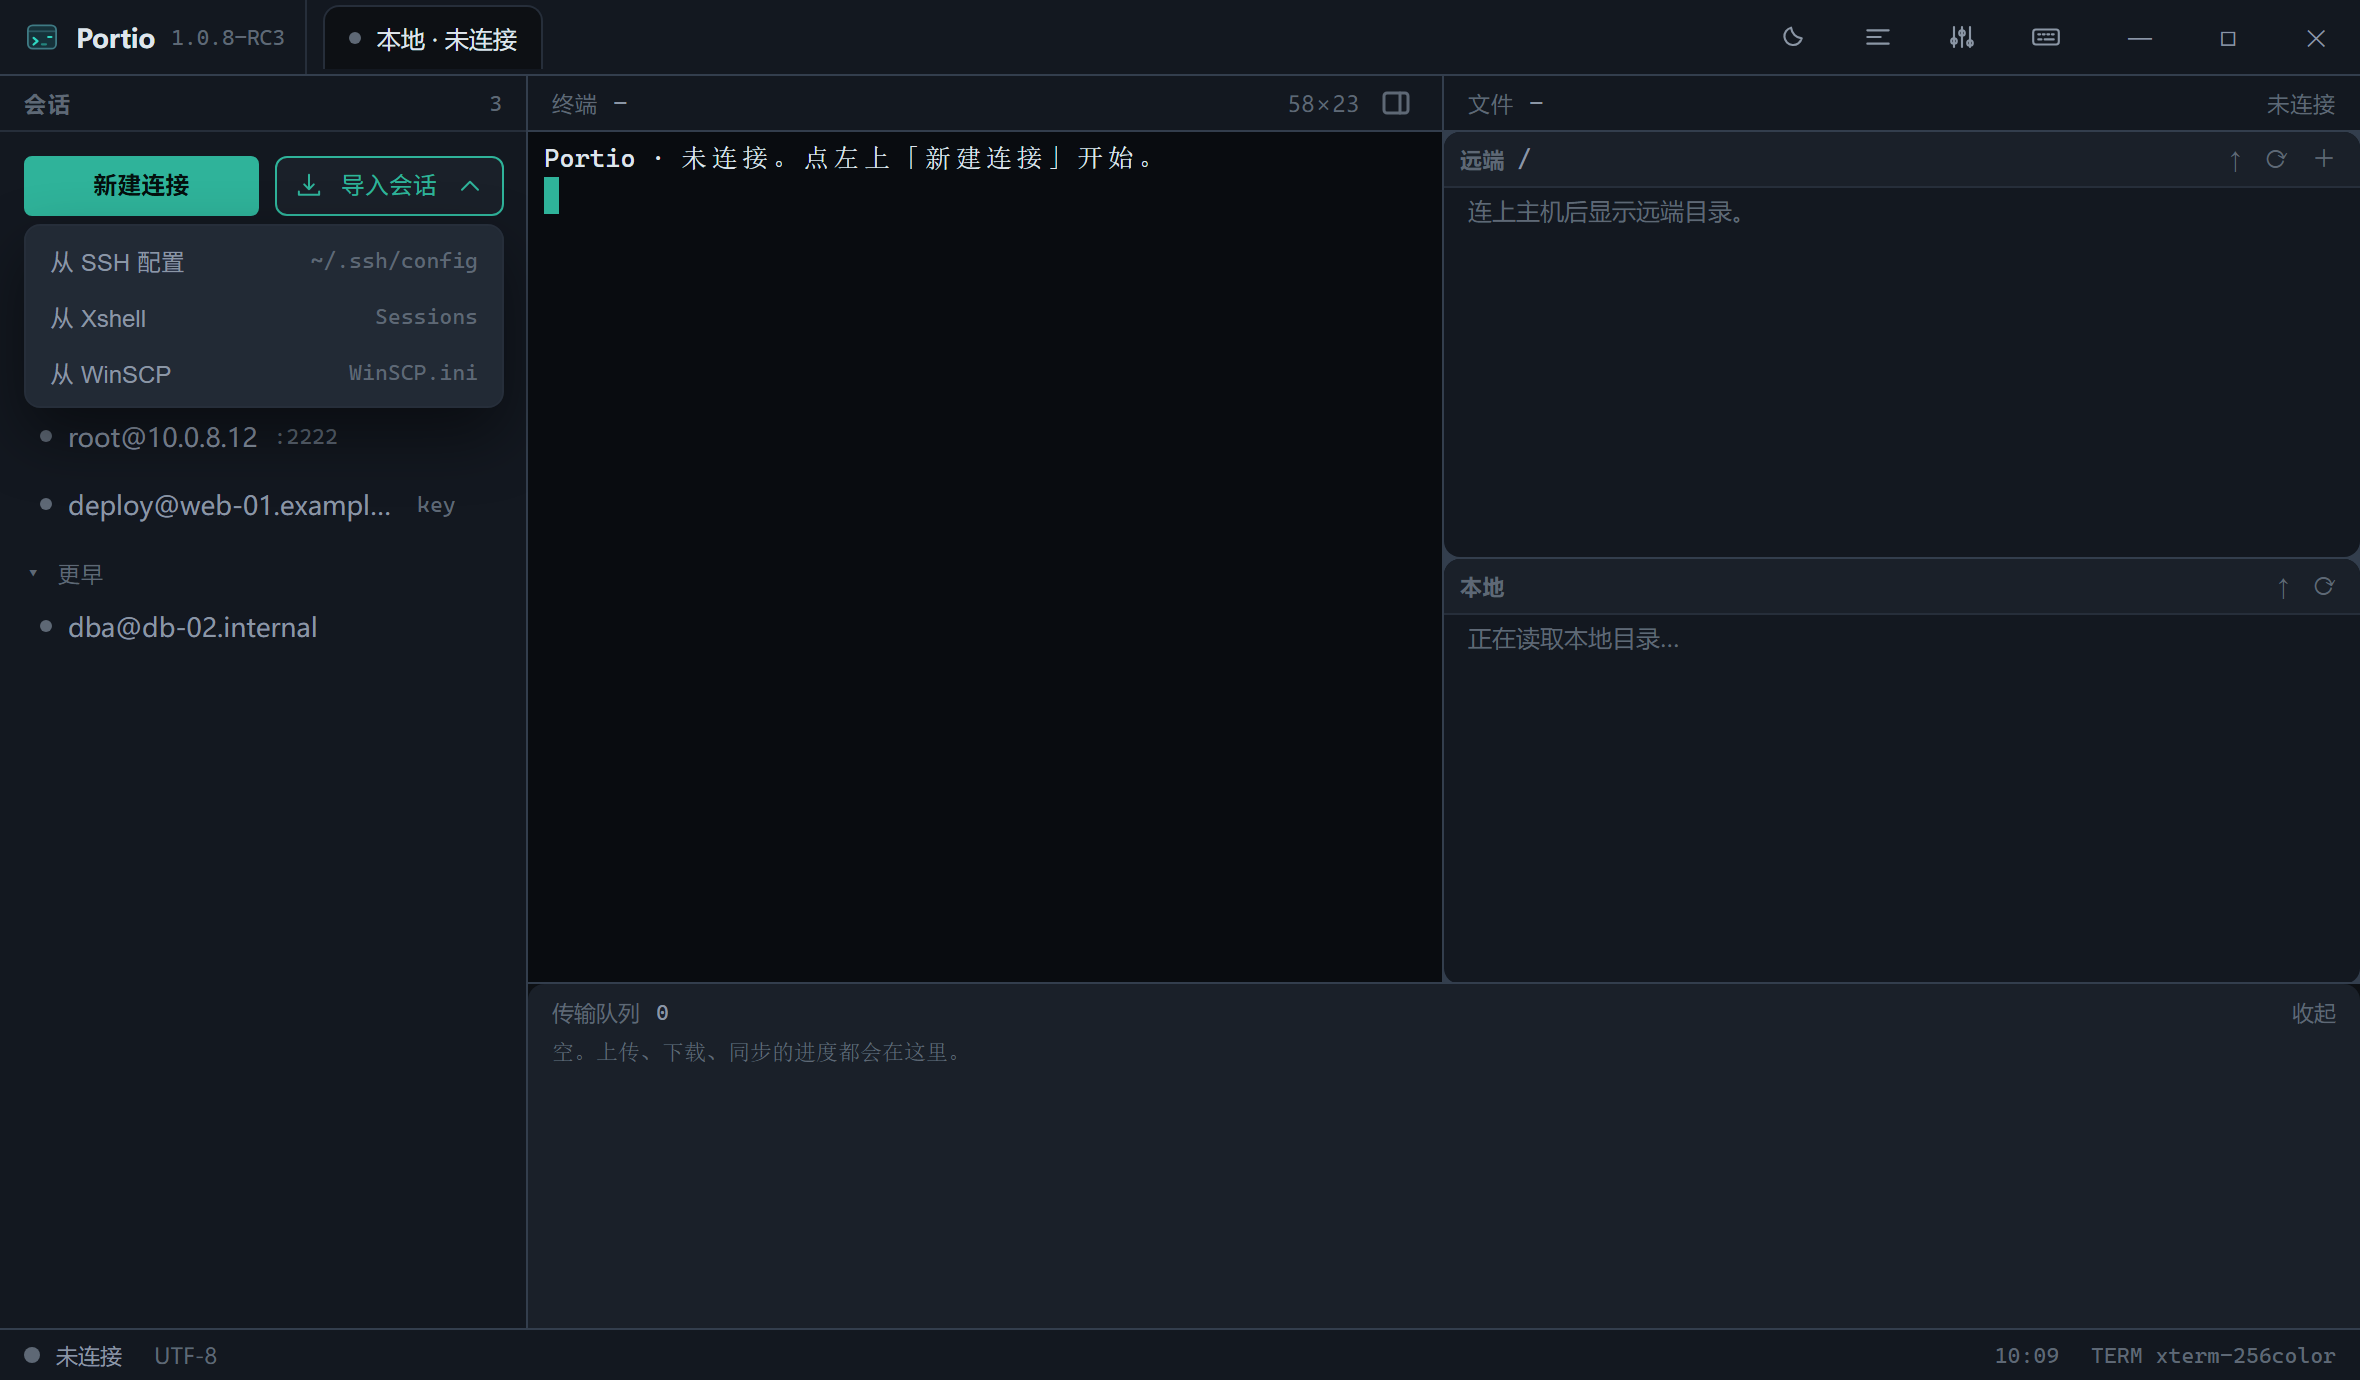 Portio 1.0.8-RC3
本地 · 未连接
会话 3
新建连接
导入会话
从 SSH 配置 ~/.ssh/config
从 Xshell Sessions
从 WinSCP WinSCP.ini
root@10.0.8.12 :2222
deploy@web-01.exampl... key
更早
dba@db-02.internal
终端 — 58×23
Portio · 未连接。点左上「新建连接」开始。
文件 — 未连接
远端 /
连上主机后显示远端目录。
本地
正在读取本地目录...
传输队列 0
收起
空。上传、下载、同步的进度都会在这里。
未连接 UTF-8
10:09 TERM xterm-256color